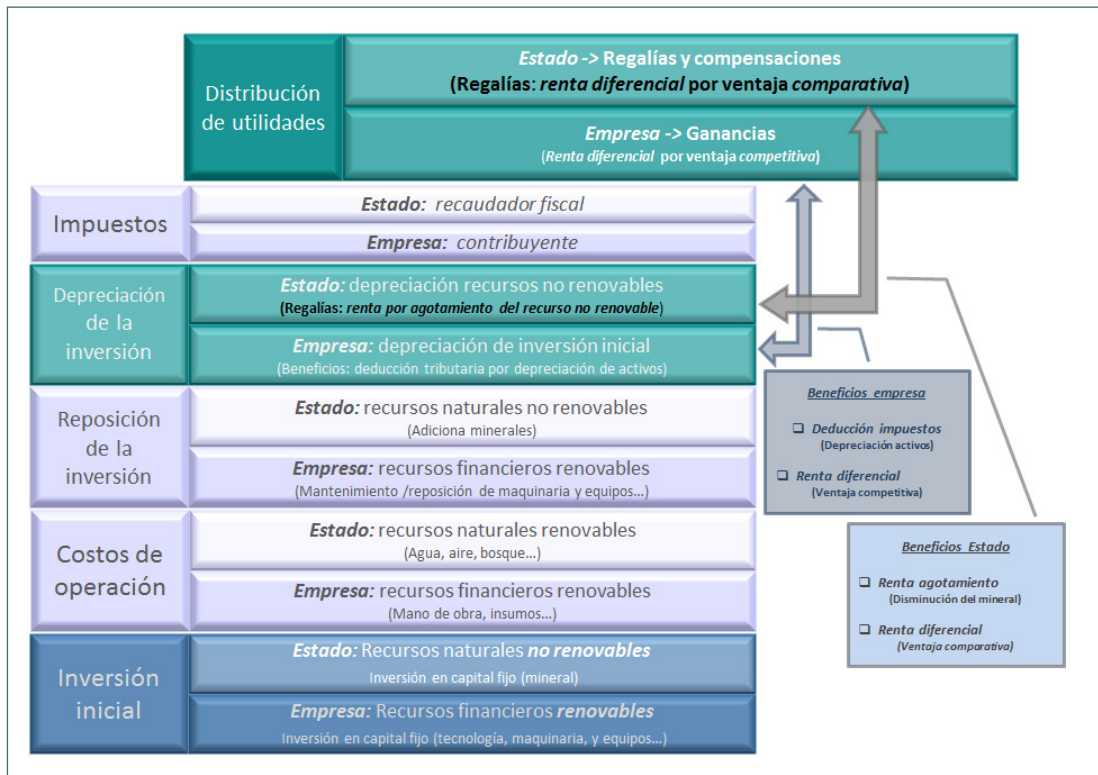 Distribución
de utilidades
Estado -> Regalías y compensaciones
(Regalías: renta diferencial por ventaja comparativa)
Empresa -> Ganancias
(Renta diferencial por ventaja competitiva)
Impuestos
Estado: recaudador fiscal
Empresa: contribuyente
Depreciación
de la
inversión
Estado: depreciación recursos no renovables
(Regalías: renta por agotamiento del recurso no renovable)
Empresa: depreciación de inversión inicial
(Beneficios: deducción tributaria por depreciación de activos)
Reposición
de la
inversión
Estado: recursos naturales no renovables
(Adiciona minerales)
Empresa: recursos financieros renovables
(Mantenimiento /reposición de maquinaria y equipos...)
Costos de
operación
Estado: recursos naturales renovables
(Agua, aire, bosque...)
Empresa: recursos financieros renovables
(Mano de obra, insumos...)
Inversión
inicial
Estado: Recursos naturales no renovables
Inversión en capital fijo (mineral)
Empresa: Recursos financieros renovables
Inversión en capital fijo (tecnología, maquinaria, y equipos...)
Beneficios empresa
❑ Deducción impuestos
(Depreciación activos)
❑ Renta diferencial
(Ventaja competitiva)
Beneficios Estado
❑ Renta agotamiento
(Disminución del mineral)
❑ Renta diferencial
(Ventaja comparativa)